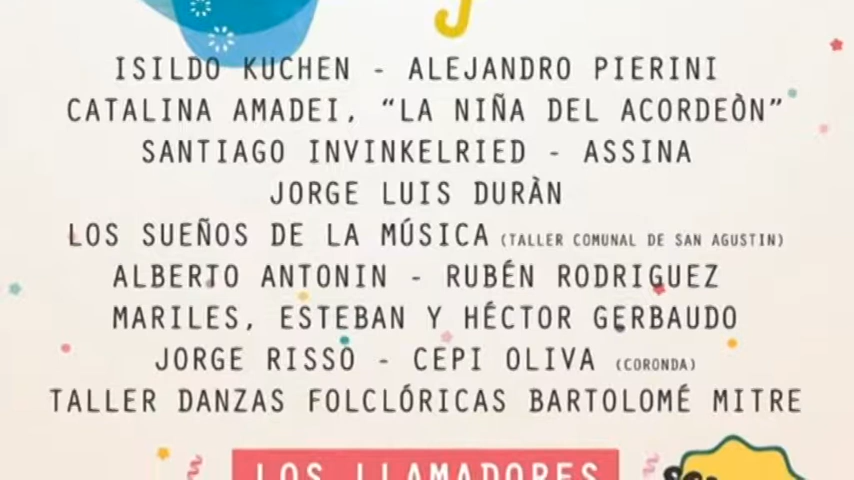 ISILDO KUCHEN - ALEJANDRO PIERINI
CATALINA AMADEI, “LA NIÑA DEL ACORDEÒN”
SANTIAGO INVINKELRIED - ASSINA
JORGE LUIS DURÀN
LOS SUEÑOS DE LA MÚSICA (TALLER COMUNAL DE SAN AGUSTIN)
ALBERTO ANTONIN - RUBÉN RODRIGUEZ
MARILES, ESTEBAN Y HÉCTOR GERBAUDO
JORGE RISSO - CEPI OLIVA (CORONDA)
TALLER DANZAS FOLCLÓRICAS BARTOLOMÉ MITRE
LOS LLAMADORES